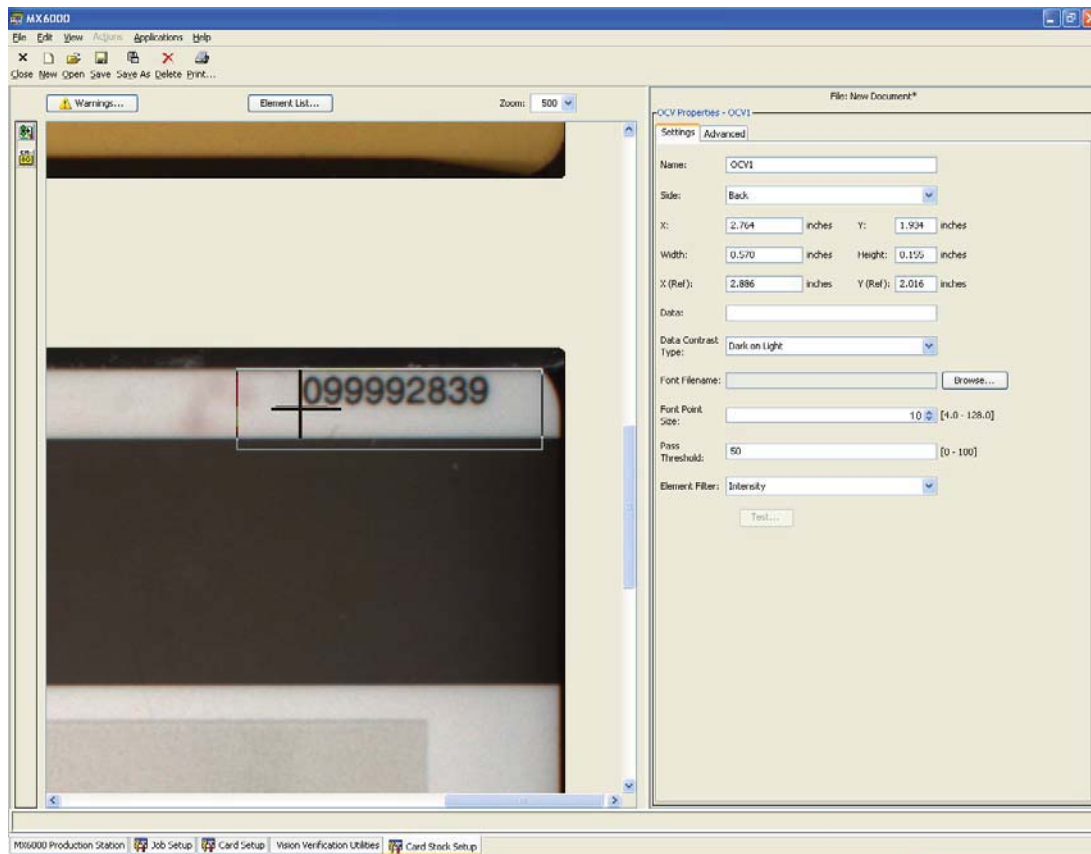 MX6000
File Edit View Actions Applications Help
Close New Open Save Save As Delete Print...
Warnings... Element List... Zoom: 500
File: New Document*
OCV Properties - OCV1
Settings Advanced
Name: OCV1
Side: Back
X: 2.764 inches Y: 1.934 inches
Width: 0.570 inches Height: 0.155 inches
X (Ref): 2.886 inches Y (Ref): 2.016 inches
Data:
Data Contrast
Type: Dark on Light
Font Filename: Browse...
Font Point
Size: 10 [4.0 - 128.0]
Pass
Threshold: 50 [0 - 100]
Element Filter: Intensity
Test...
099992839
MX6000 Production Station Job Setup Card Setup Vision Verification Utilities Card Stock Setup